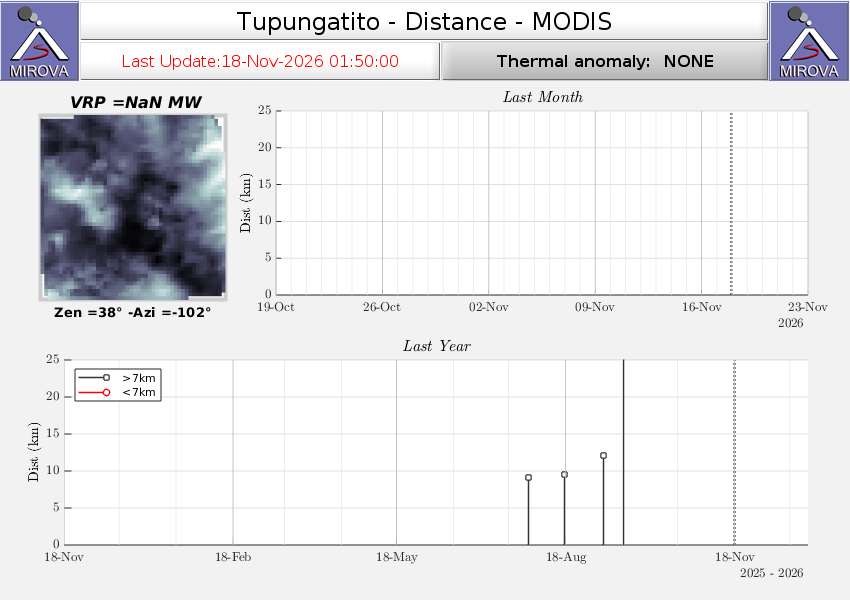 Tupungatito - Distance - MODIS
MIROVA
Last Update:18-Nov-2026 01:50:00
Thermal anomaly:  NONE
MIROVA
VRP =NaN MW
Zen =38° -Azi =-102°
Last Month
Dist (km)
25
20
15
10
5
0
19-Oct
26-Oct
02-Nov
09-Nov
16-Nov
23-Nov
2026
Last Year
Dist (km)
25
20
15
10
5
0
>7km
<7km
18-Nov
18-Feb
18-May
18-Aug
18-Nov
2025 - 2026